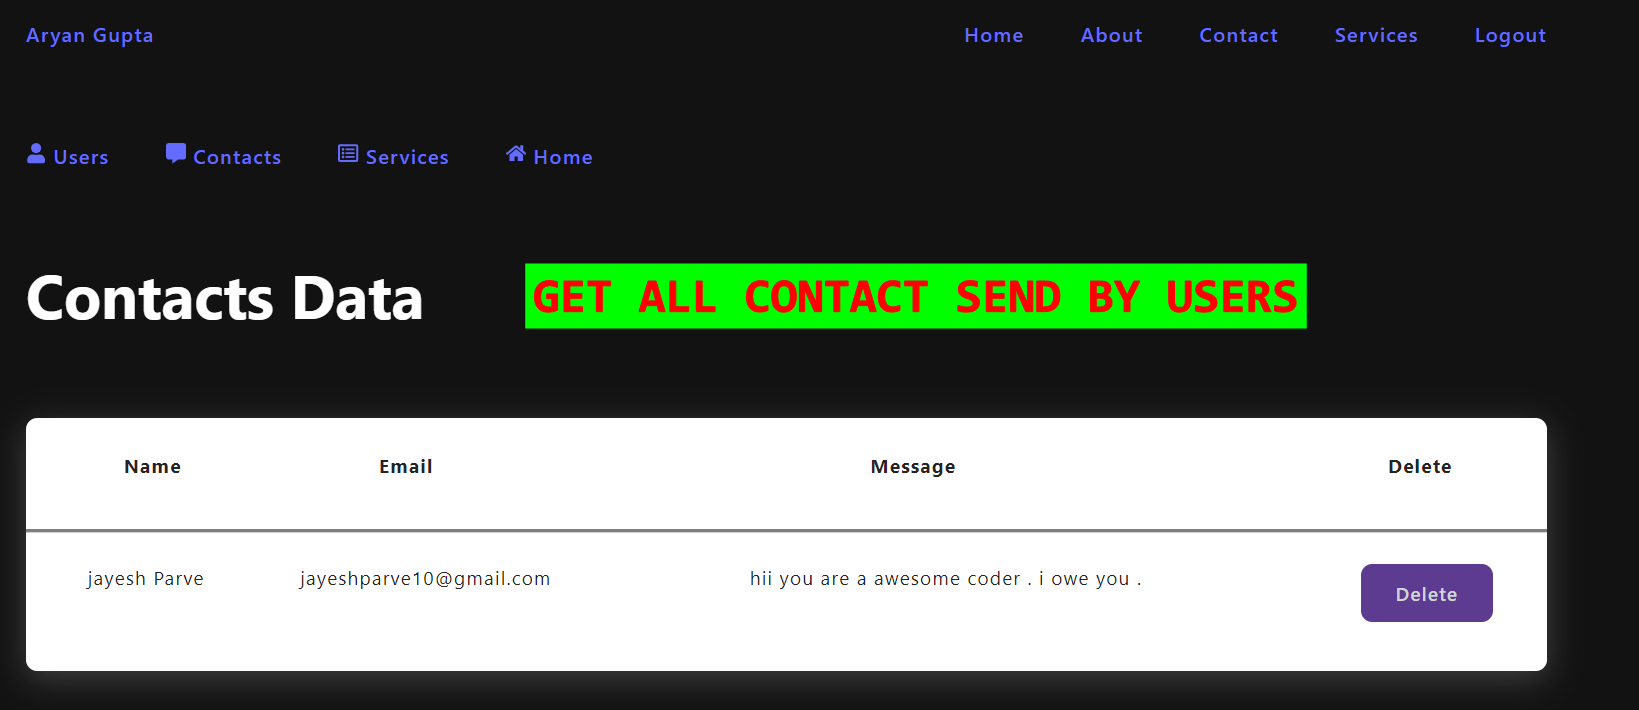 Aryan Gupta Home About Contact Services Logout
Users Contacts Services Home
Contacts Data GET ALL CONTACT SEND BY USERS
Name Email Message Delete
jayesh Parve jayeshparve10@gmail.com hii you are a awesome coder . i owe you . Delete